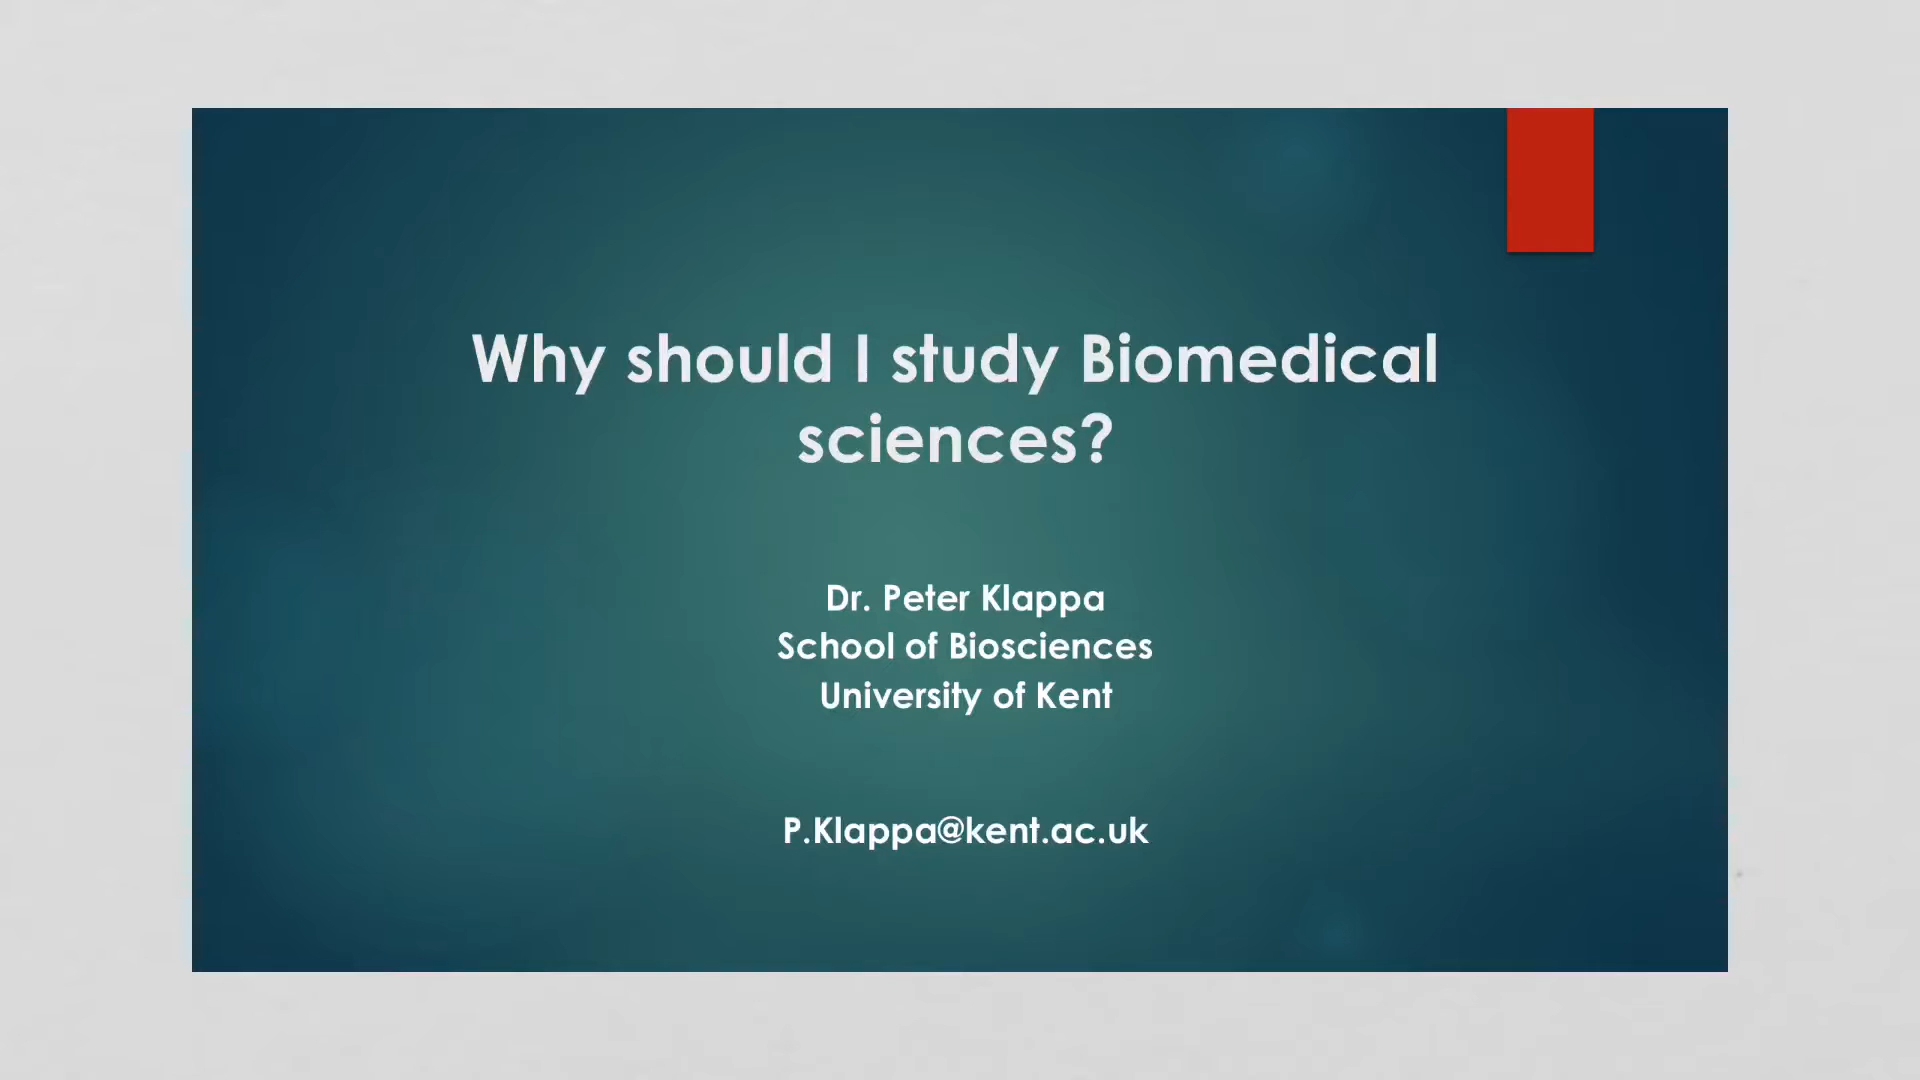 Why should I study Biomedical
sciences?
Dr. Peter Klappa
School of Biosciences
University of Kent
P.Klappa@kent.ac.uk